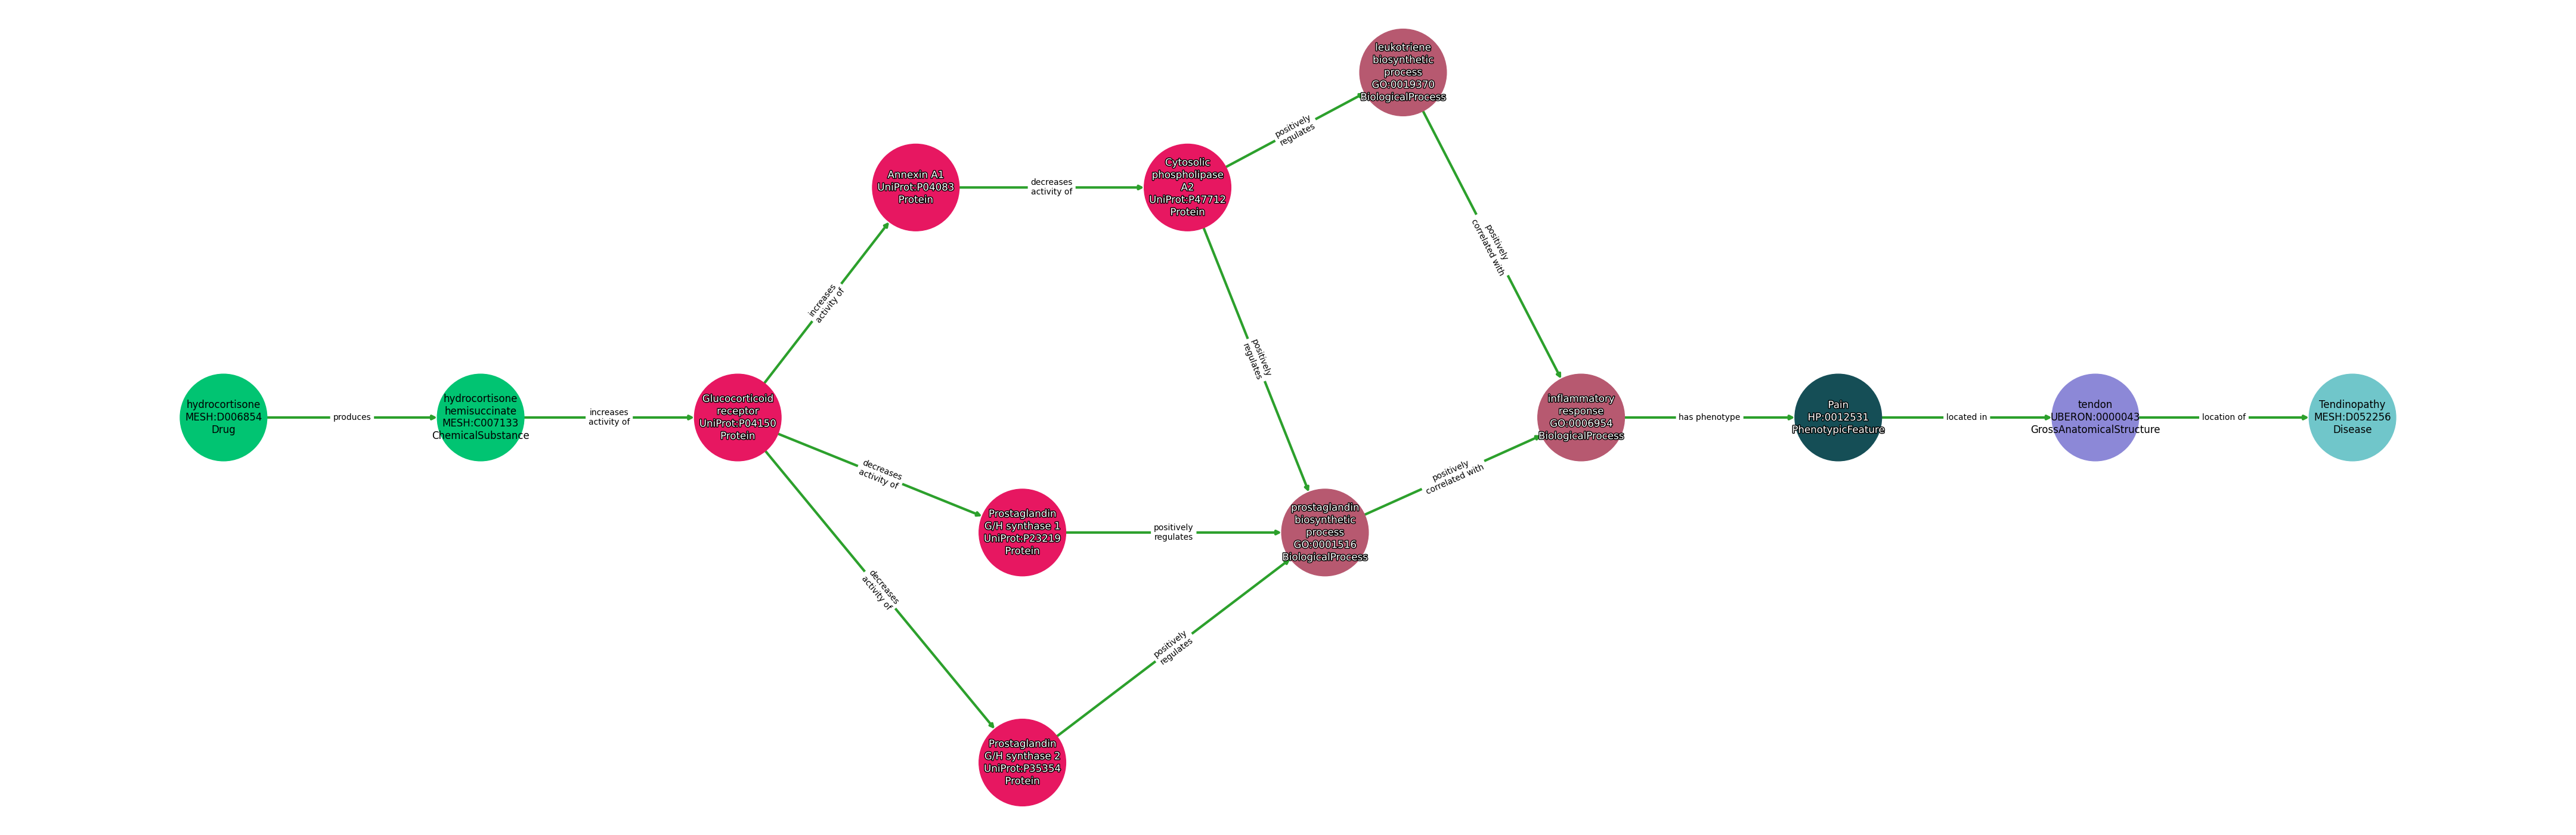 leukotriene
biosynthetic
process
GO:0019370
BiologicalProcess
positively
regulates
Annexin A1
UniProt:P04083
Protein
decreases
activity of
Cytosolic
phospholipase
A2
UniProt:P47712
Protein
positively
correlated with
increases
activity of
positively
regulates
hydrocortisone
MESH:D006854
Drug
produces
hydrocortisone
hemisuccinate
MESH:C007133
ChemicalSubstance
increases
activity of
Glucocorticoid
receptor
UniProt:P04150
Protein
inflammatory
response
GO:0006954
BiologicalProcess
has phenotype
Pain
HP:0012531
PhenotypicFeature
located in
tendon
UBERON:0000043
GrossAnatomicalStructure
location of
Tendinopathy
MESH:D052256
Disease
decreases
activity of
positively
correlated with
Prostaglandin
G/H synthase 1
UniProt:P23219
Protein
positively
regulates
prostaglandin
biosynthetic
process
GO:0001516
BiologicalProcess
decreases
activity of
positively
regulates
Prostaglandin
G/H synthase 2
UniProt:P35354
Protein